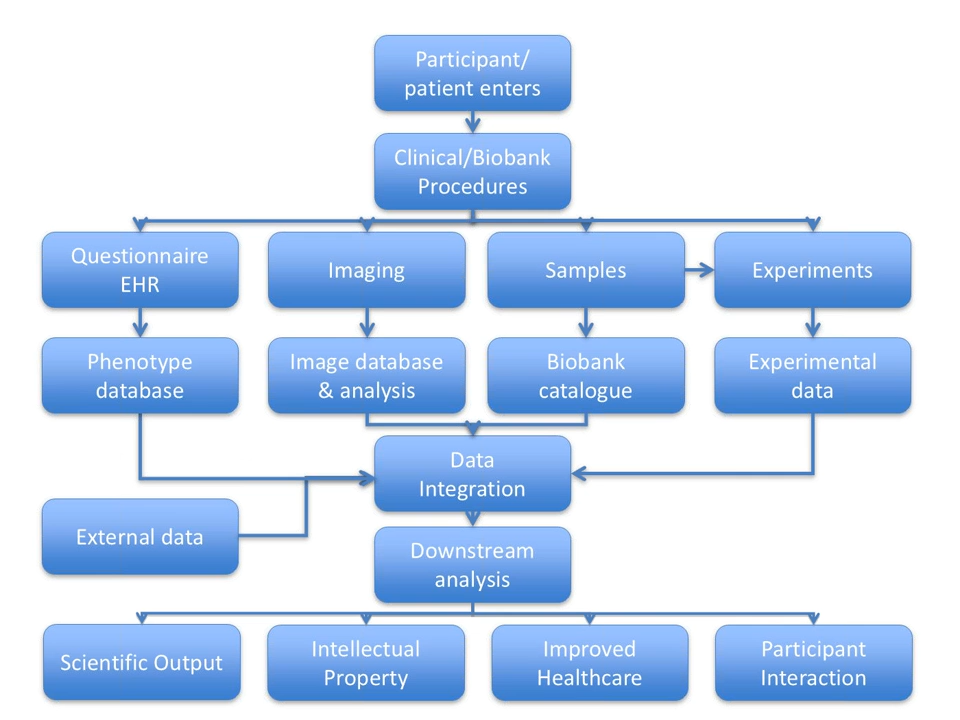 Participant/
patient enters
Clinical/Biobank
Procedures
Questionnaire
EHR
Imaging
Samples
Experiments
Phenotype
database
Image database
& analysis
Biobank
catalogue
Experimental
data
Data
Integration
External data
Downstream
analysis
Scientific Output
Intellectual
Property
Improved
Healthcare
Participant
Interaction